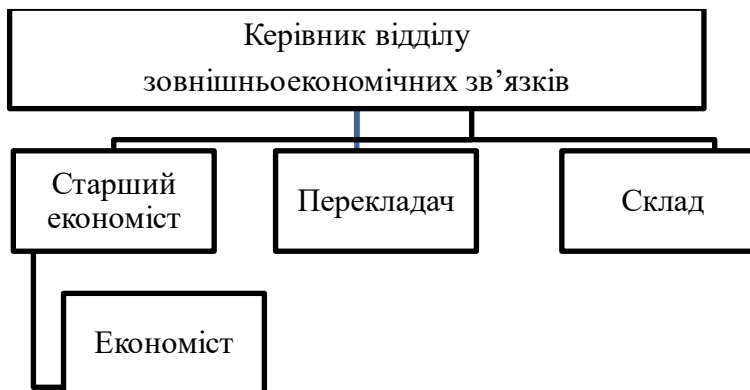 Керівник відділу
зовнішньоекономічних зв’язків
Старший
економіст
Перекладач
Склад
Економіст